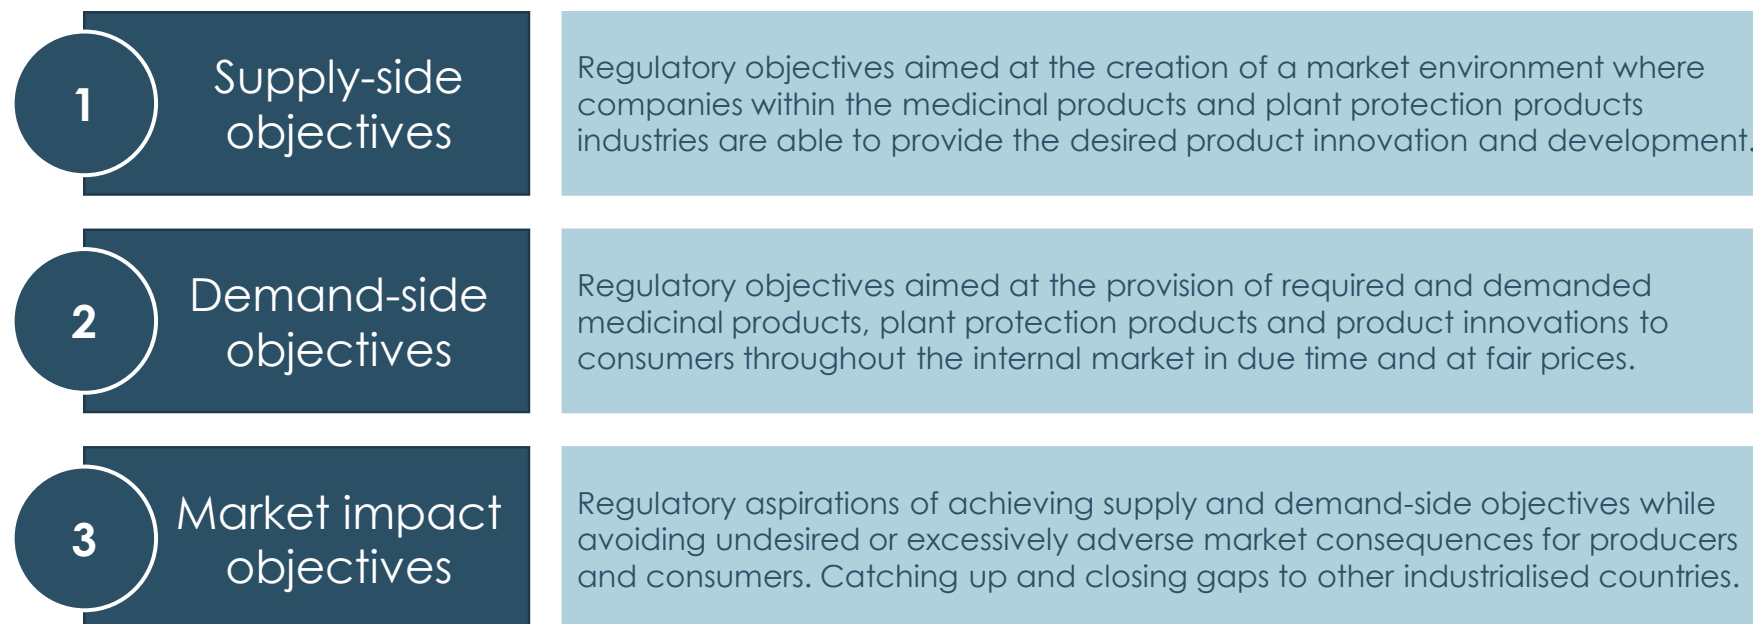 1
Supply-side
objectives
Regulatory objectives aimed at the creation of a market environment where
companies within the medicinal products and plant protection products
industries are able to provide the desired product innovation and development.
2
Demand-side
objectives
Regulatory objectives aimed at the provision of required and demanded
medicinal products, plant protection products and product innovations to
consumers throughout the internal market in due time and at fair prices.
3
Market impact
objectives
Regulatory aspirations of achieving supply and demand-side objectives while
avoiding undesired or excessively adverse market consequences for producers
and consumers. Catching up and closing gaps to other industrialised countries.